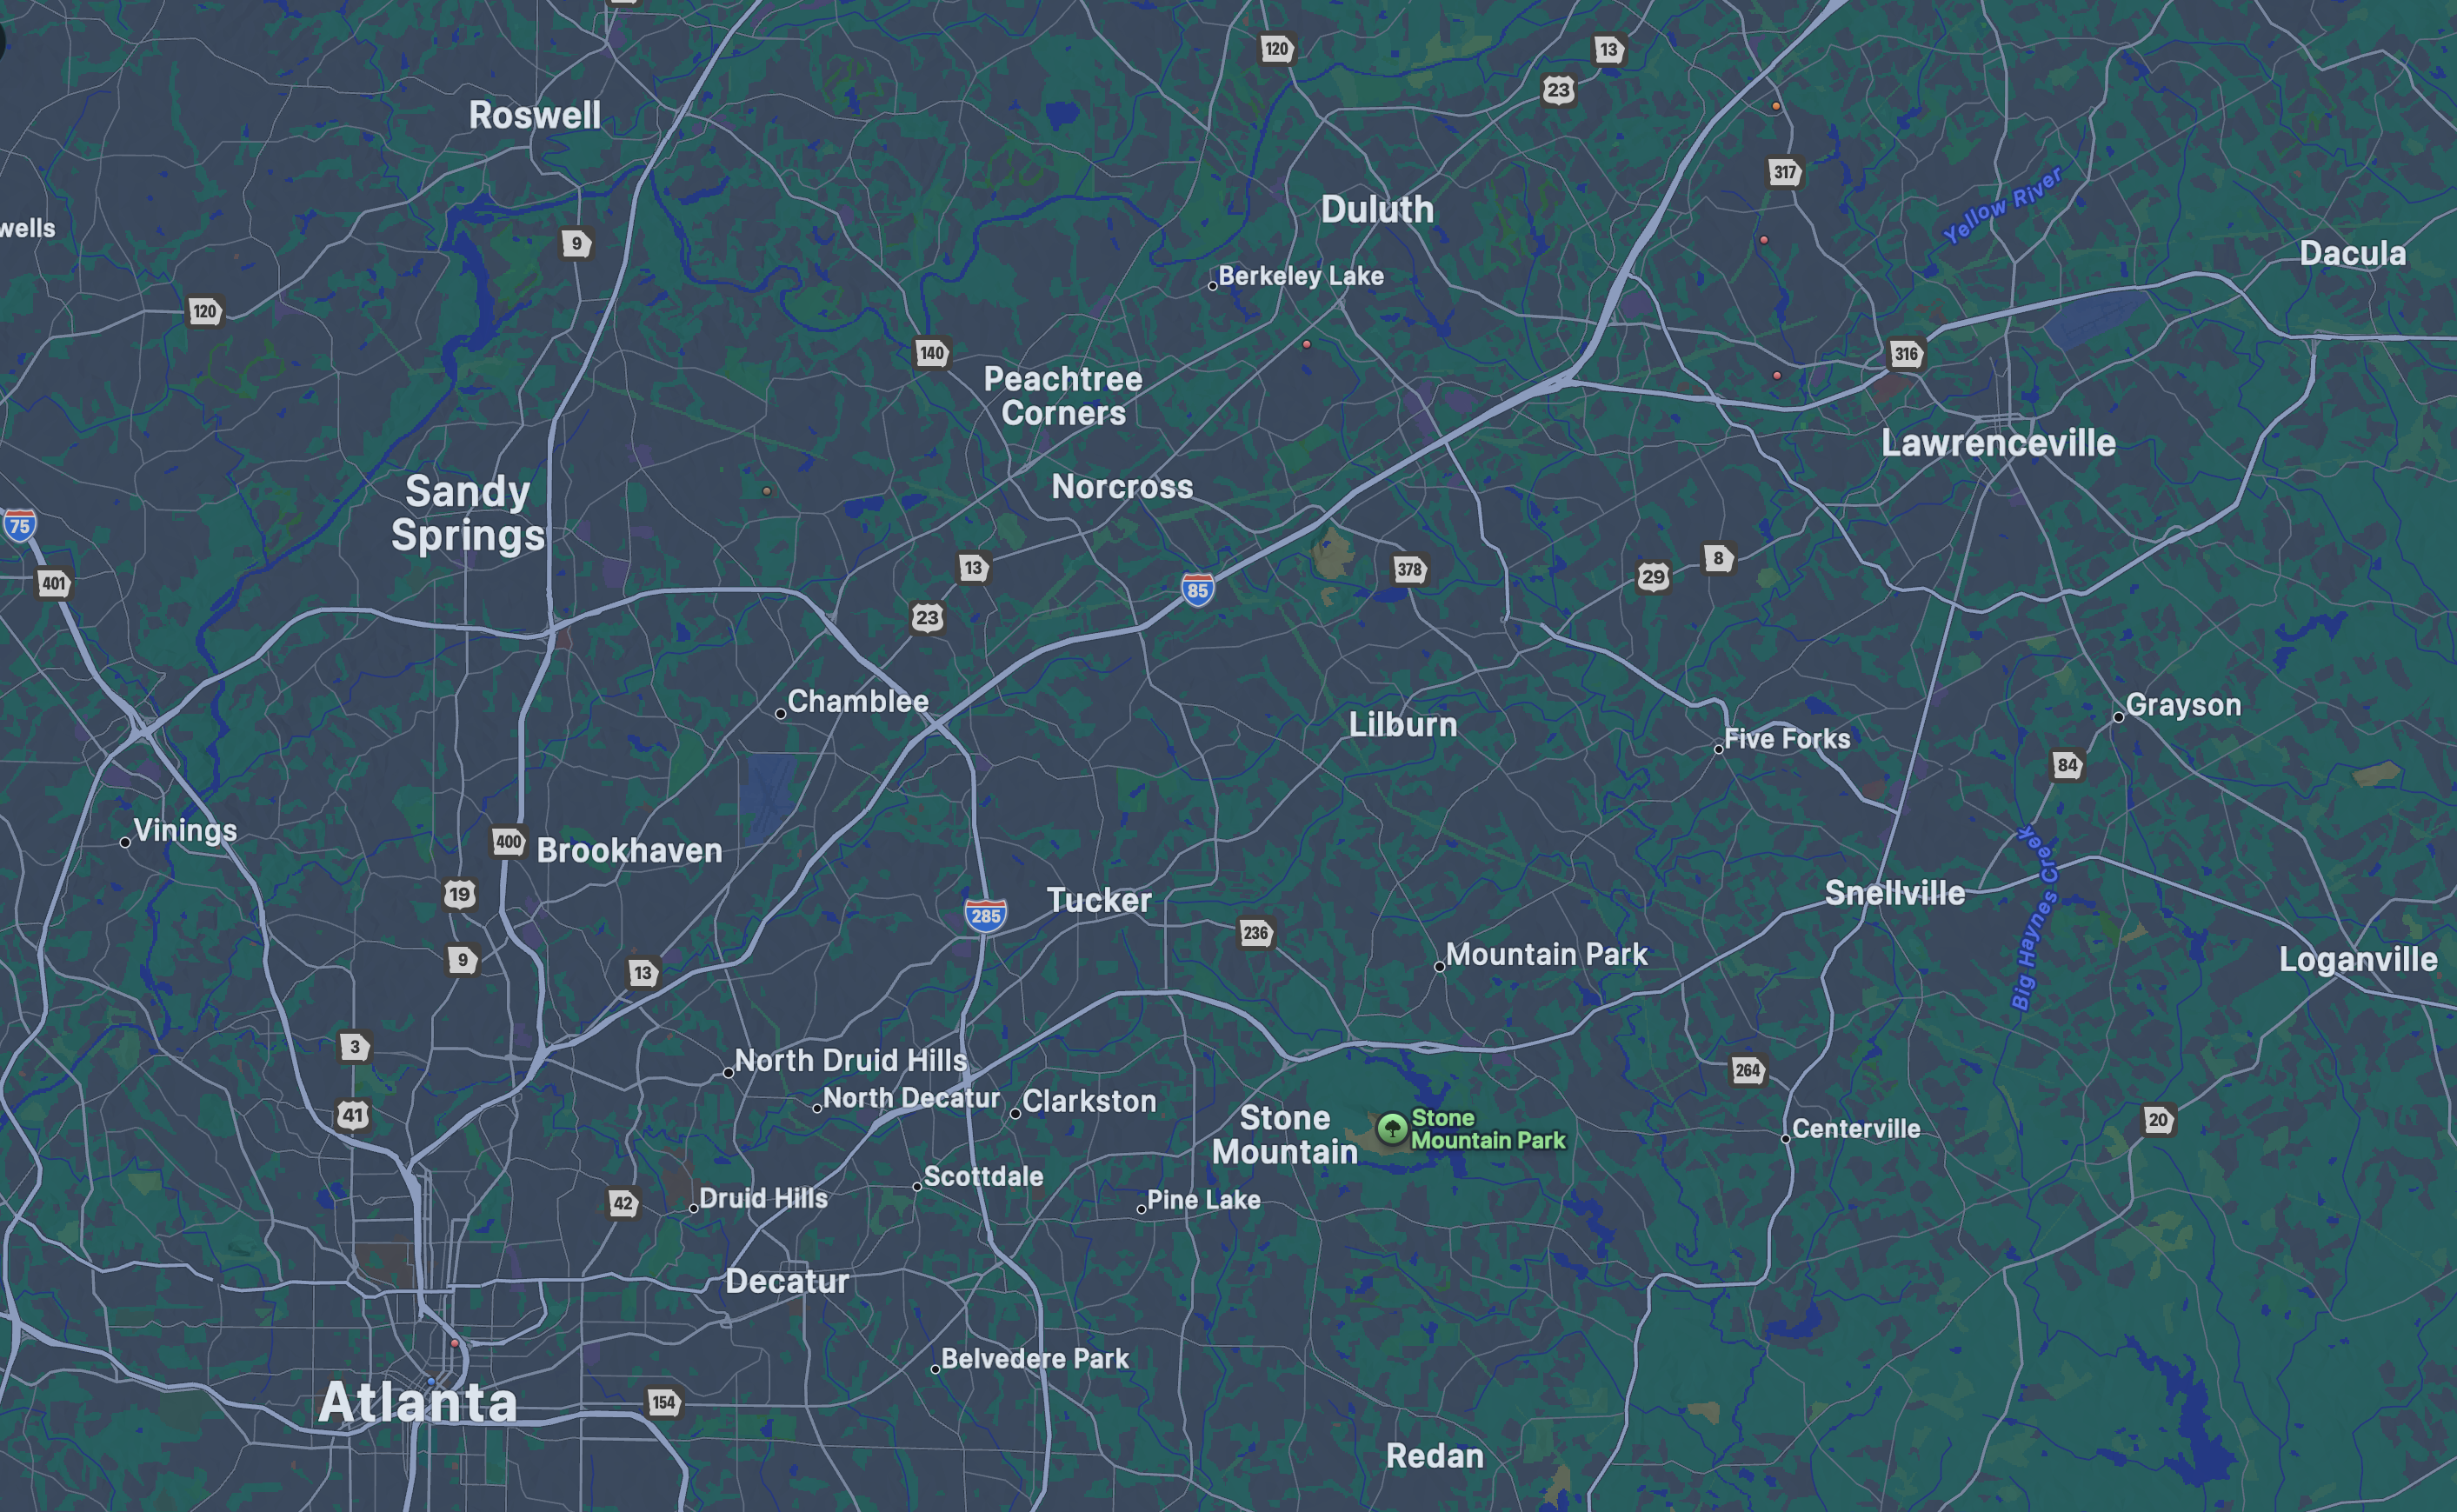 120
13
23
Roswell
317
Duluth
Yellow River
wells
9
Dacula
Berkeley Lake
120
140
316
Peachtree
Corners
Lawrenceville
Sandy
Springs
Norcross
75
401
13
378
29
8
85
23
Chamblee
Lilburn
Grayson
Five Forks
84
Vinings
400
Brookhaven
Big Haynes Creek
19
285
Tucker
Snellville
236
9
13
Mountain Park
Loganville
3
North Druid Hills
264
North Decatur
Clarkston
41
Stone
Mountain
Stone
Mountain Park
Centerville
20
Scottdale
42
Druid Hills
Pine Lake
Decatur
Belvedere Park
Atlanta
154
Redan